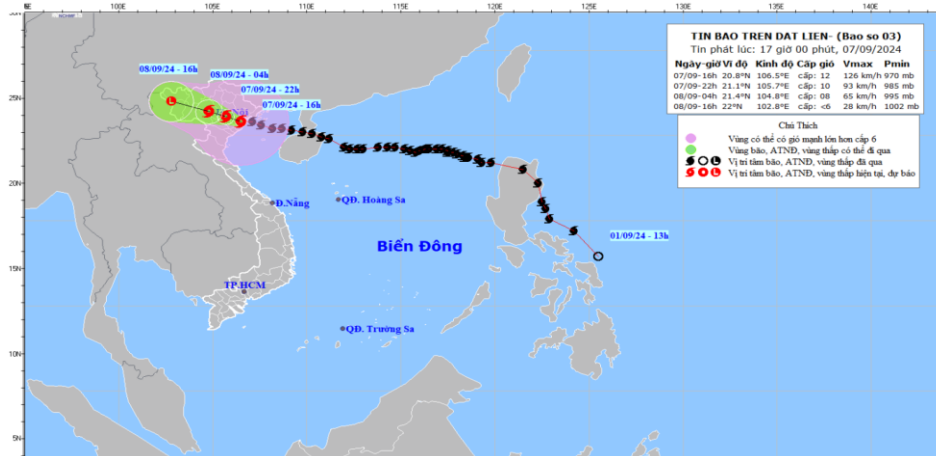 0E
105E
110E
115E
120E
125E
130E
135E
140E
TIN BAO TREN DAT LIEN- (Bao so 03)
Tin phát lúc: 17 giờ 00 phút, 07/09/2024
Ngày-giờ Vĩ độ Kinh độ Cấp gió Vmax Pmin
07/09-16h 20.8°N 106.5°E cấp: 12 126 km/h 970 mb
07/09-22h 21.1°N 105.7°E cấp: 10 93 km/h 985 mb
08/09-04h 21.4°N 104.8°E cấp: 08 65 km/h 995 mb
08/09-16h 22°N 102.8°E cấp: <6 28 km/h 1002 mb
Chú Thích
Vùng có thể có gió mạnh lớn hơn cấp 6
Vùng bão, ATNĐ, vùng thấp có thể đi qua
Vị trí tâm bão, ATNĐ, vùng thấp đã qua
Vị trí tâm bão, ATNĐ, vùng thấp hiện tại, dự báo
08/09/24 - 16h
08/09/24 - 04h
07/09/24 - 22h
07/09/24 - 16h
L
25N
20N
15N
10N
5N
Đ.Nẵng
QĐ. Hoàng Sa
Biển Đông
01/09/24 - 13h
TP.HCM
QĐ. Trường Sa